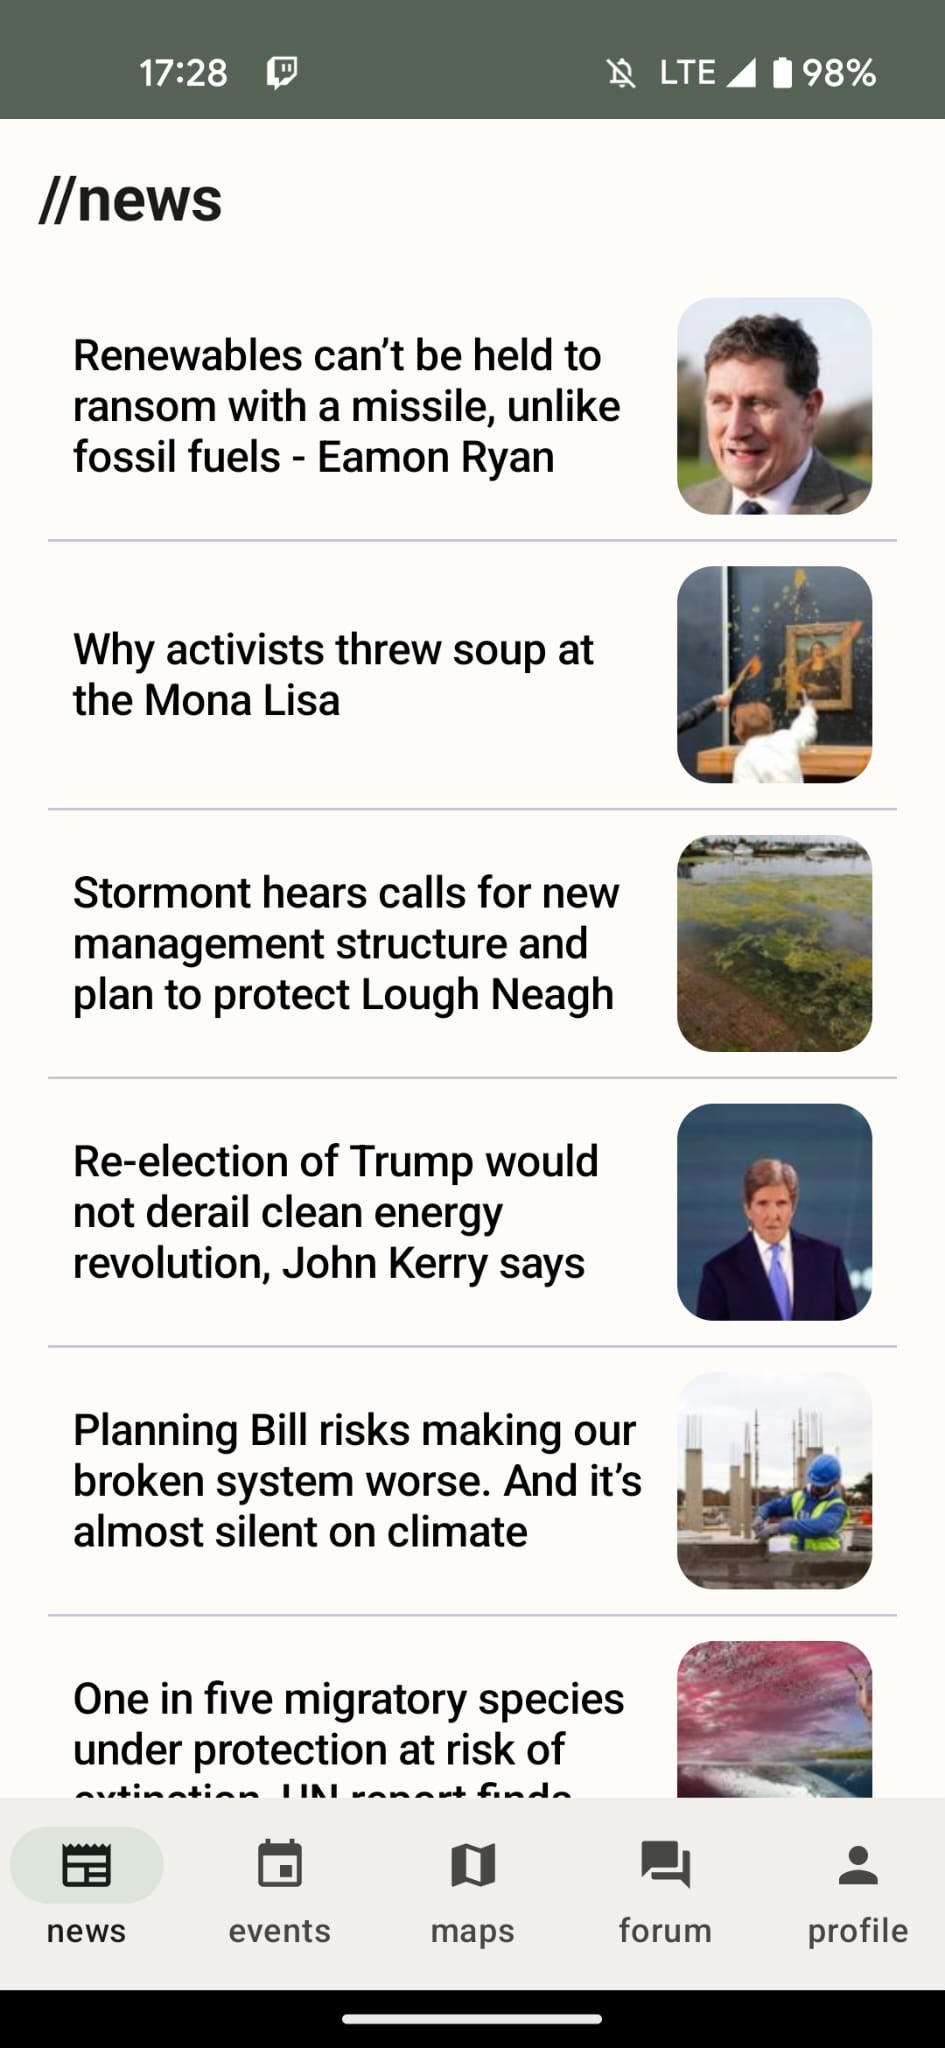 17:28
LTE 98%
//news
Renewables can’t be held to
ransom with a missile, unlike
fossil fuels - Eamon Ryan
Why activists threw soup at
the Mona Lisa
Stormont hears calls for new
management structure and
plan to protect Lough Neagh
Re-election of Trump would
not derail clean energy
revolution, John Kerry says
Planning Bill risks making our
broken system worse. And it’s
almost silent on climate
One in five migratory species
under protection at risk of
extinction, UN report finds
news
events
maps
forum
profile